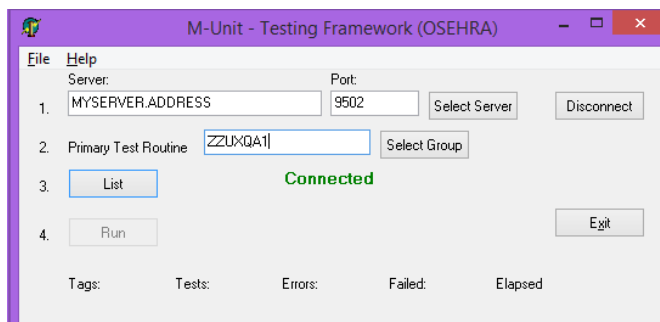 M-Unit - Testing Framework (OSEHRA)
File Help
Server: Port:
1. MYSERVER.ADDRESS 9502 Select Server Disconnect
2. Primary Test Routine ZZUXQA1 Select Group
3. List Connected
Exit
4. Run
Tags: Tests: Errors: Failed: Elapsed